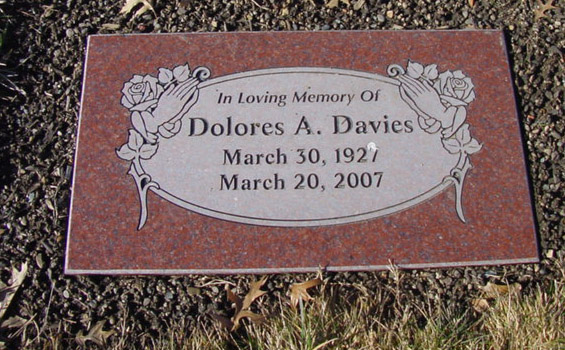 In Loving Memory Of
Dolores A. Davies
March 30, 1927
March 20, 2007